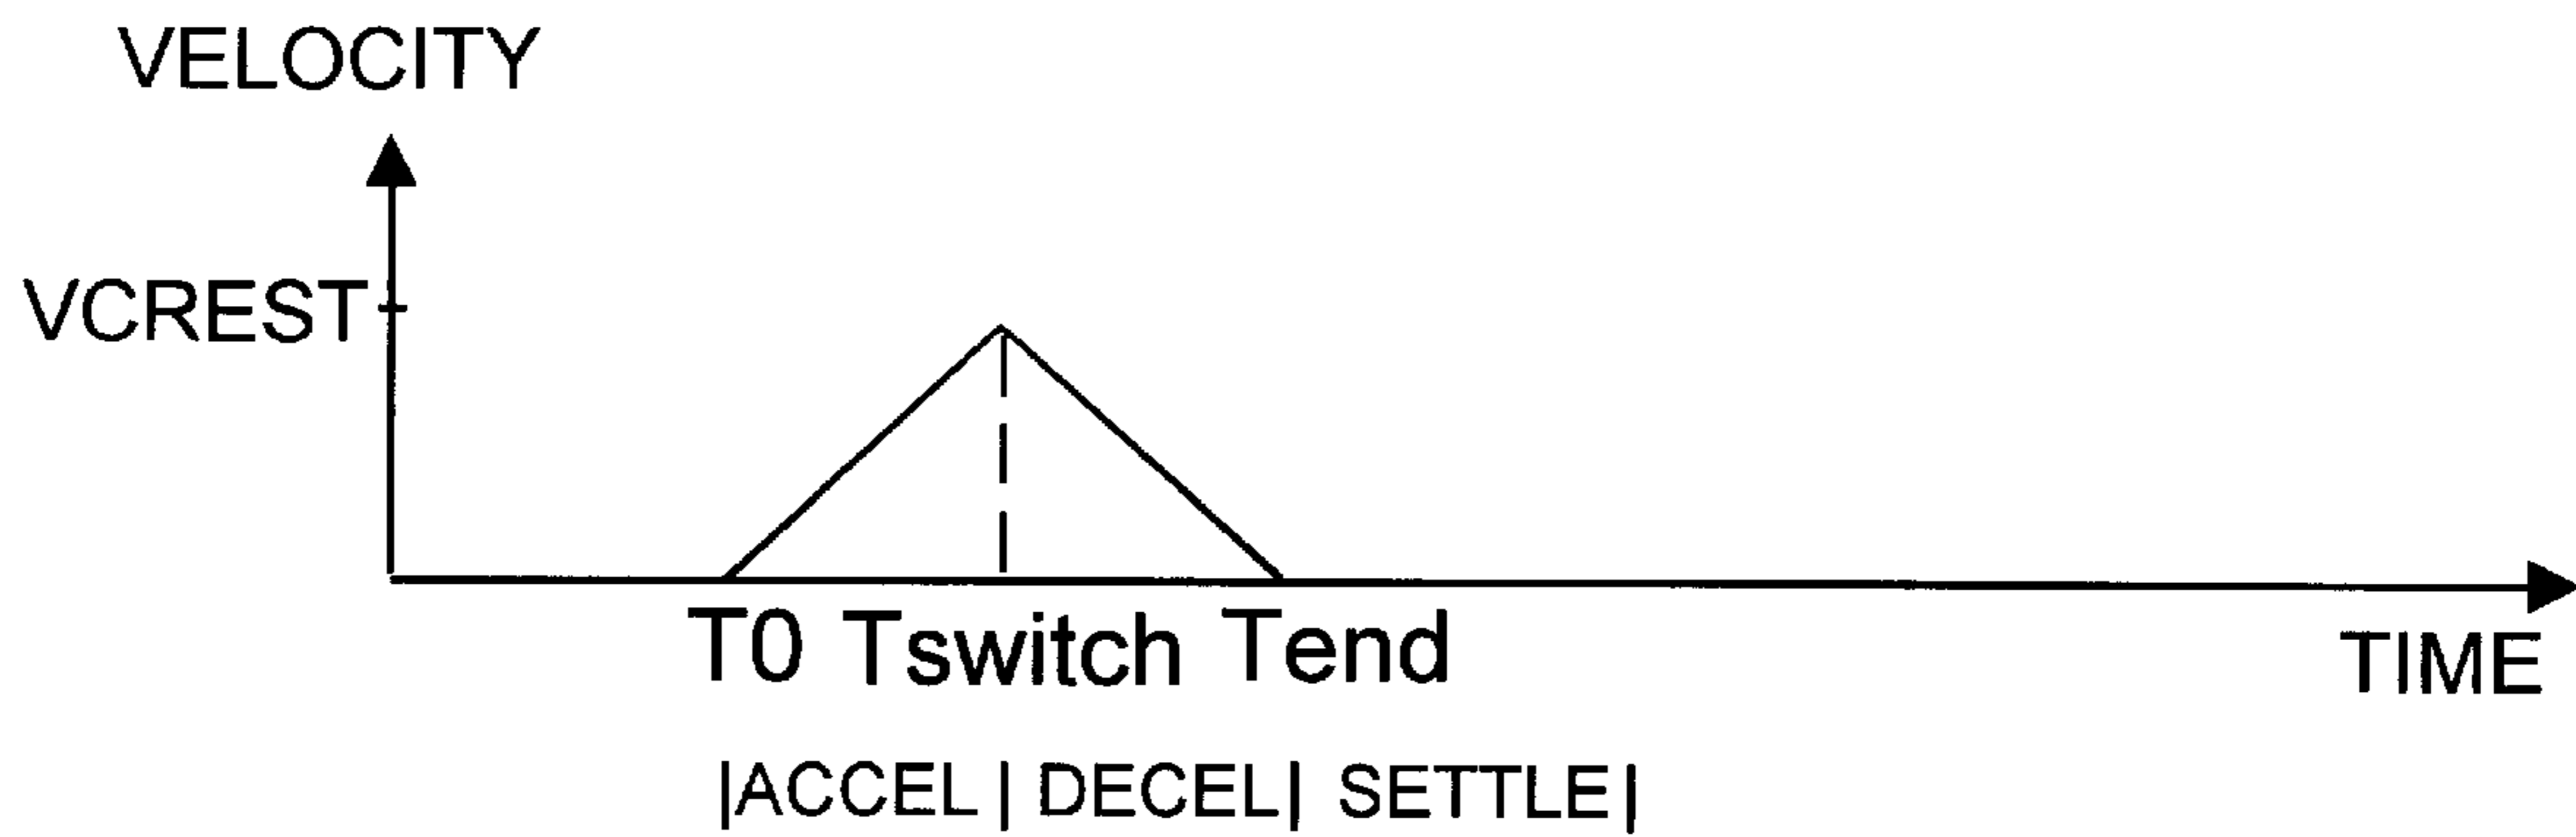 VELOCITY
VCREST
T0 Tswitch Tend
TIME
|ACCEL| DECEL| SETTLE|